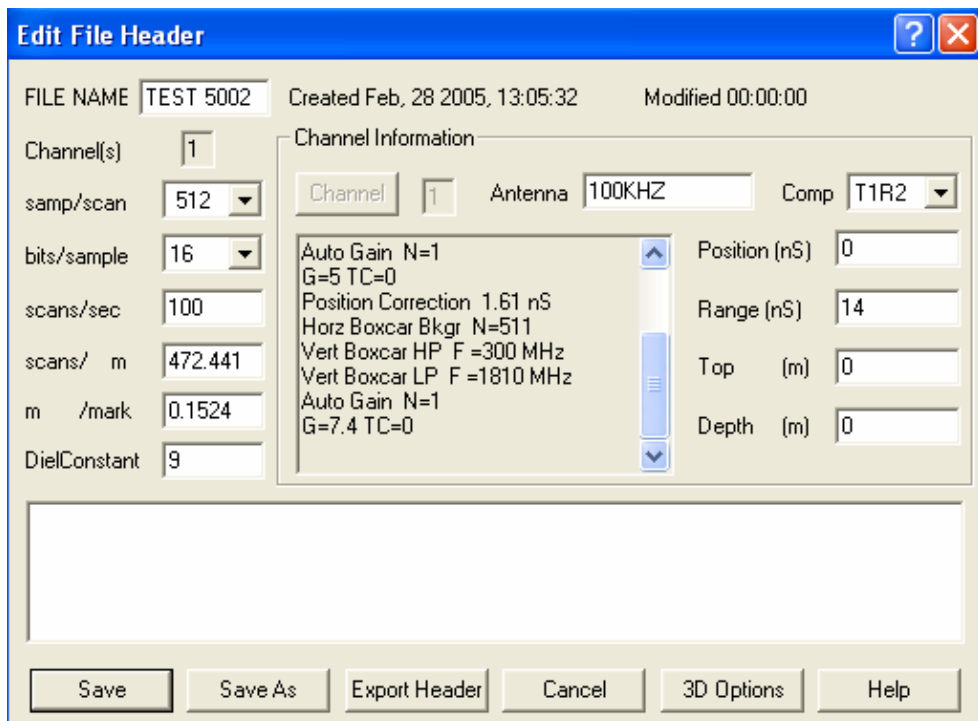 Edit File Header
FILE NAME TEST 5002 Created Feb, 28 2005, 13:05:32 Modified 00:00:00
Channel(s) 1
samp/scan 512
bits/sample 16
scans/sec 100
scans/ m 472.441
m /mark 0.1524
DielConstant 9
Channel Information
Channel 1 Antenna 100KHZ Comp T1R2
Auto Gain N=1
G=5 TC=0
Position Correction 1.61 nS
Horz Boxcar Bkgr N=511
Vert Boxcar HP F =300 MHz
Vert Boxcar LP F =1810 MHz
Auto Gain N=1
G=7.4 TC=0
Position (nS) 0
Range (nS) 14
Top (m) 0
Depth (m) 0
Save Save As Export Header Cancel 3D Options Help